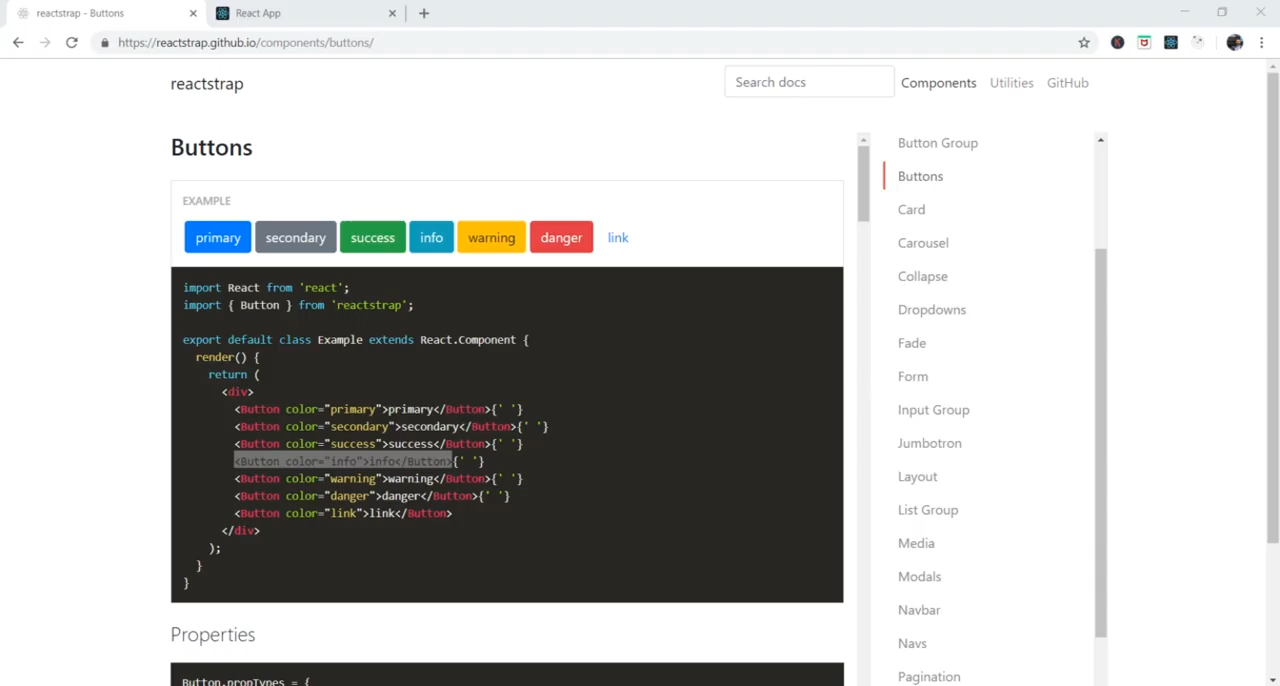 reactstrap - Buttons
React App
https://reactstrap.github.io/components/buttons/
reactstrap
Search docs
Components
Utilities
GitHub
Buttons
EXAMPLE
primary
secondary
success
info
warning
danger
link
import React from 'react';
import { Button } from 'reactstrap';
export default class Example extends React.Component {
render() {
return (
<div>
<Button color="primary">primary</Button>{' '}
<Button color="secondary">secondary</Button>{' '}
<Button color="success">success</Button>{' '}
<Button color="info">info</Button>{' '}
<Button color="warning">warning</Button>{' '}
<Button color="danger">danger</Button>{' '}
<Button color="link">link</Button>
</div>
);
}
}
Properties
Button.propTypes = {
Button Group
Buttons
Card
Carousel
Collapse
Dropdowns
Fade
Form
Input Group
Jumbotron
Layout
List Group
Media
Modals
Navbar
Navs
Pagination